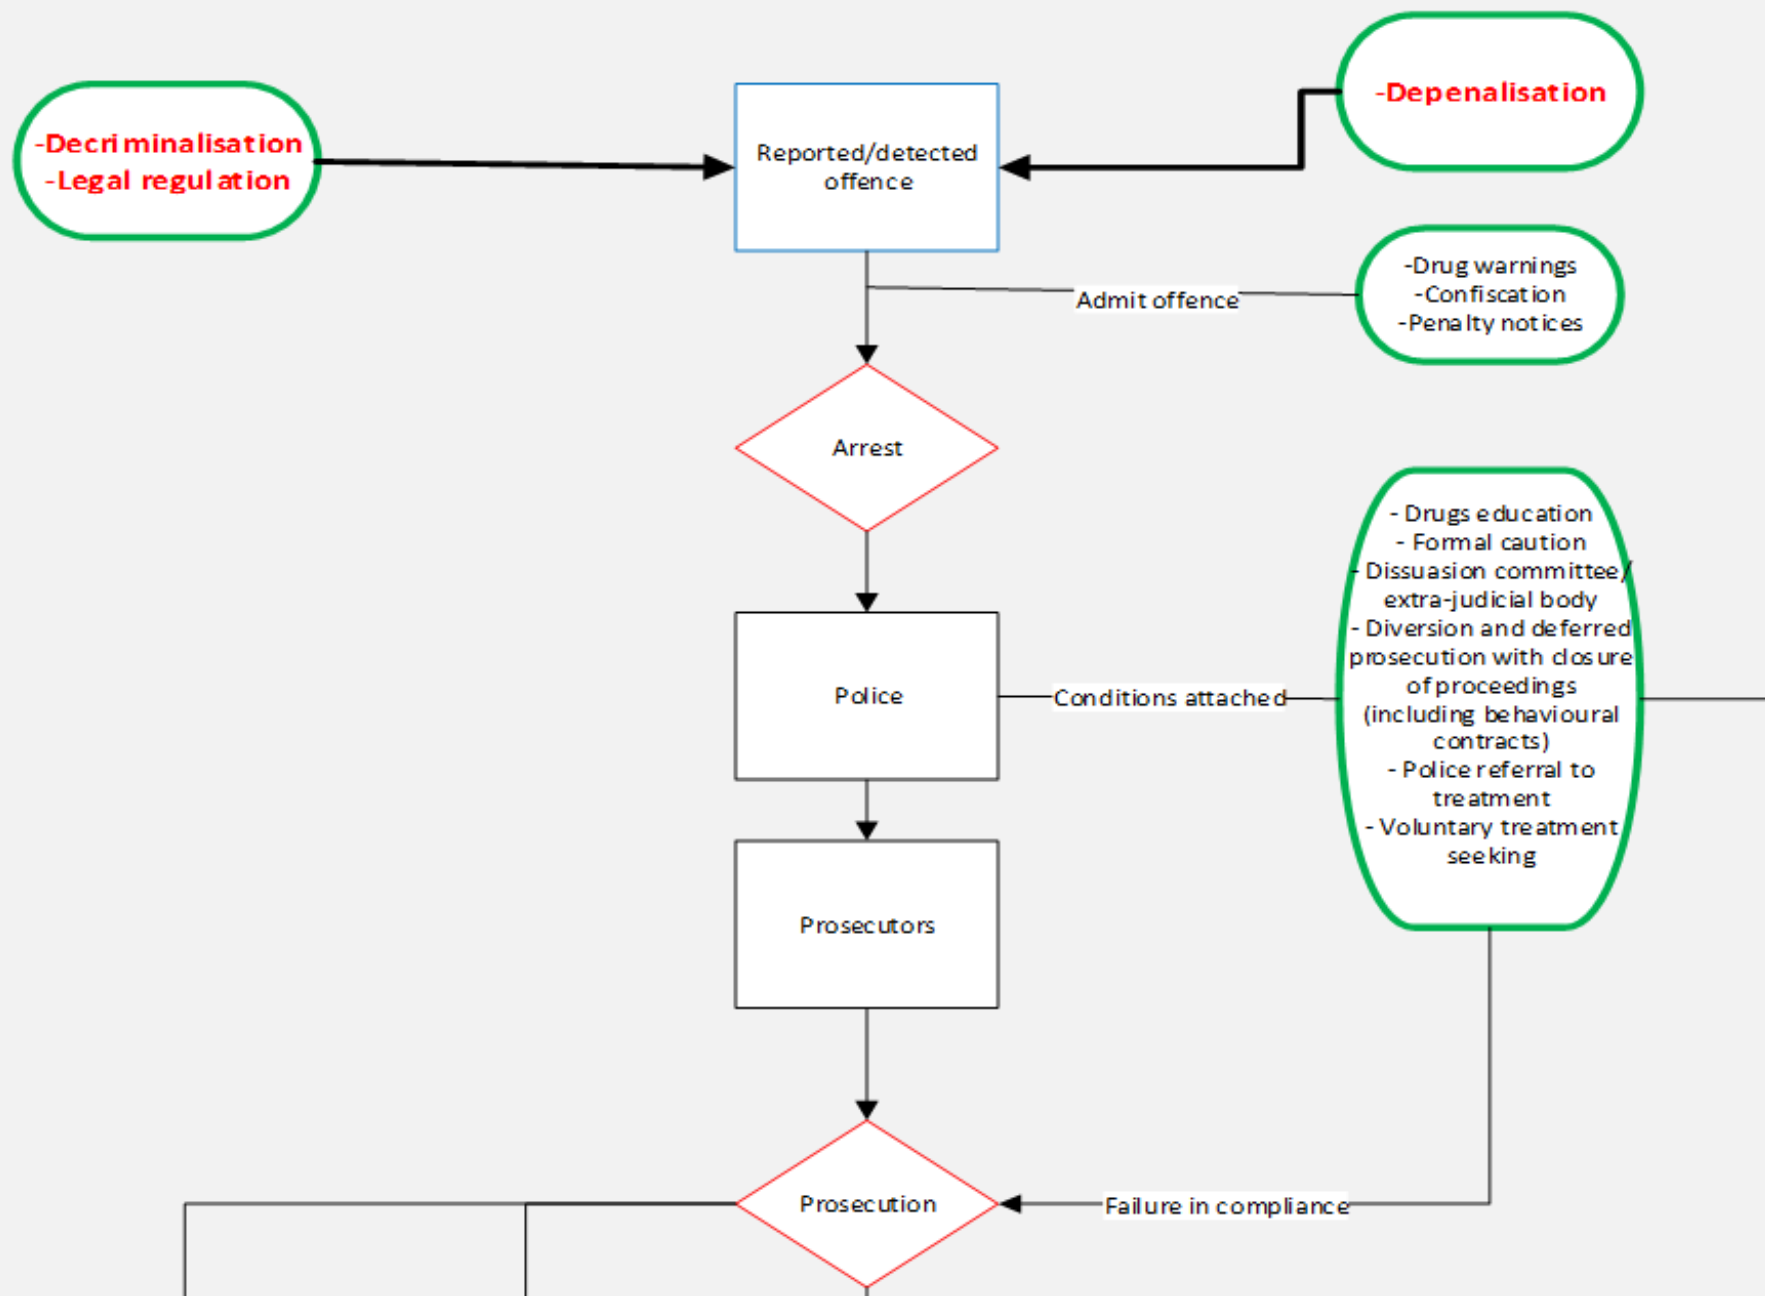 -Depenalisation
-Decriminalisation
-Legal regulation
Reported/detected
offence
-Drug warnings
-Confiscation
-Penalty notices
Admit offence
Arrest
- Drugs education
- Formal caution
- Dissuasion committee/
extra-judicial body
- Diversion and deferred
prosecution with closure
of proceedings
(including behavioural
contracts)
- Police referral to
treatment
- Voluntary treatment
seeking
Police
Conditions attached
Prosecutors
Prosecution
Failure in compliance